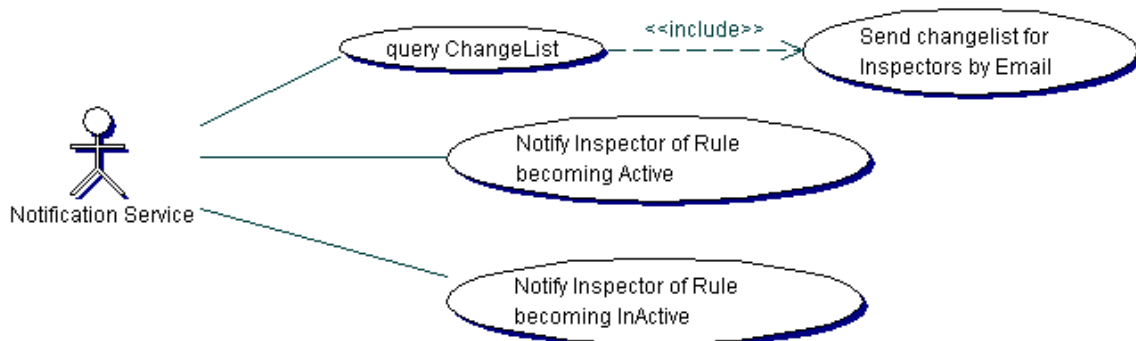 <<include>>
query ChangeList
Send changelist for
Inspectors by Email
Notify Inspector of Rule
becoming Active
Notification Service
Notify Inspector of Rule
becoming InActive